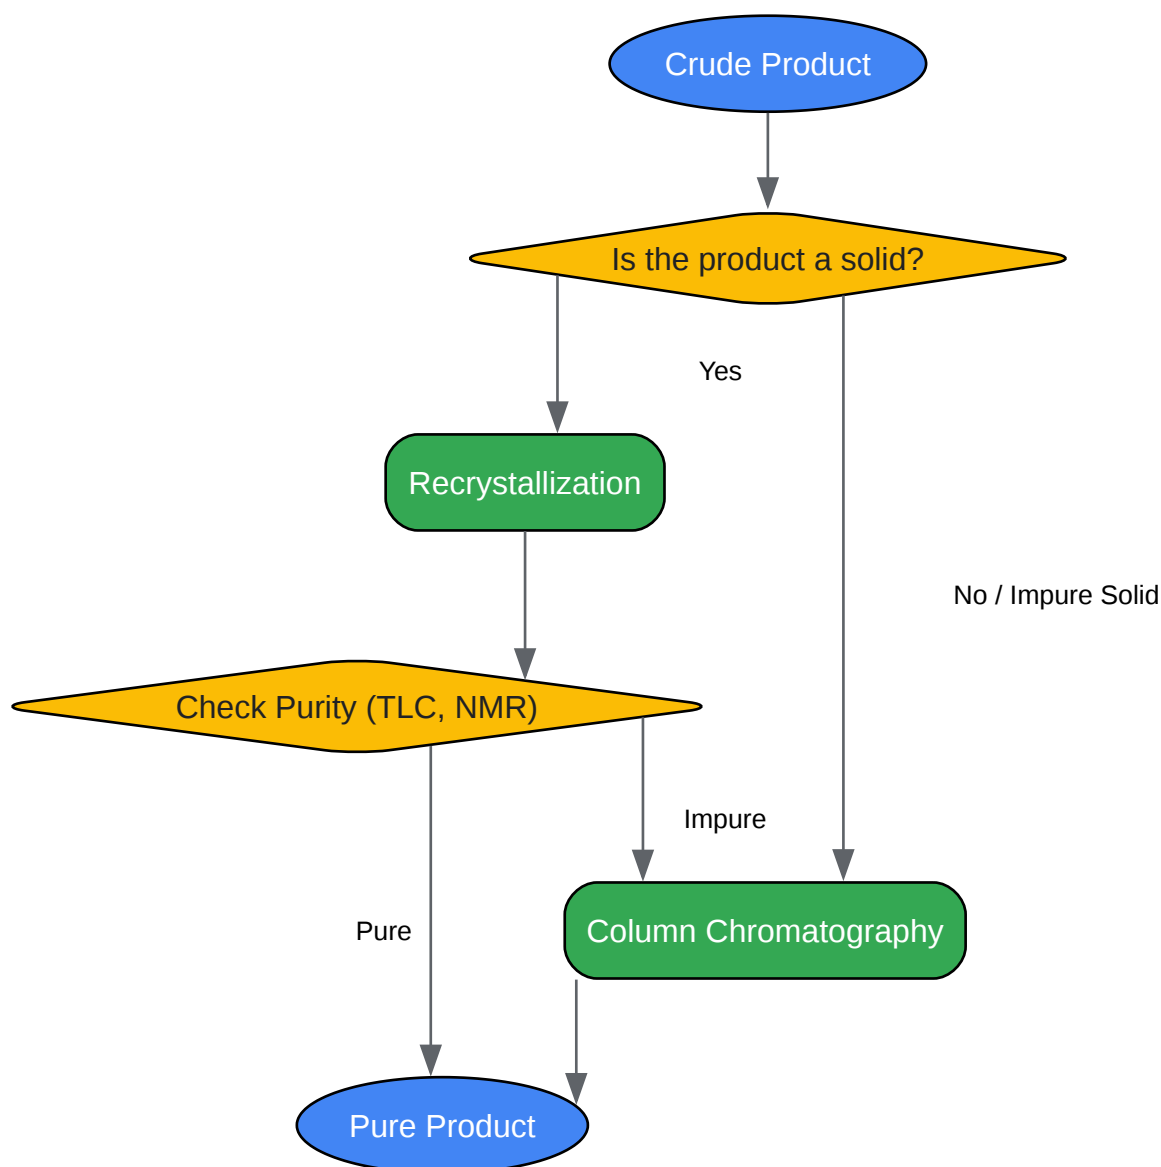 Crude Product
Is the product a solid?
Yes
Recrystallization
No / Impure Solid
Check Purity (TLC, NMR)
Impure
Pure
Column Chromatography
Pure Product